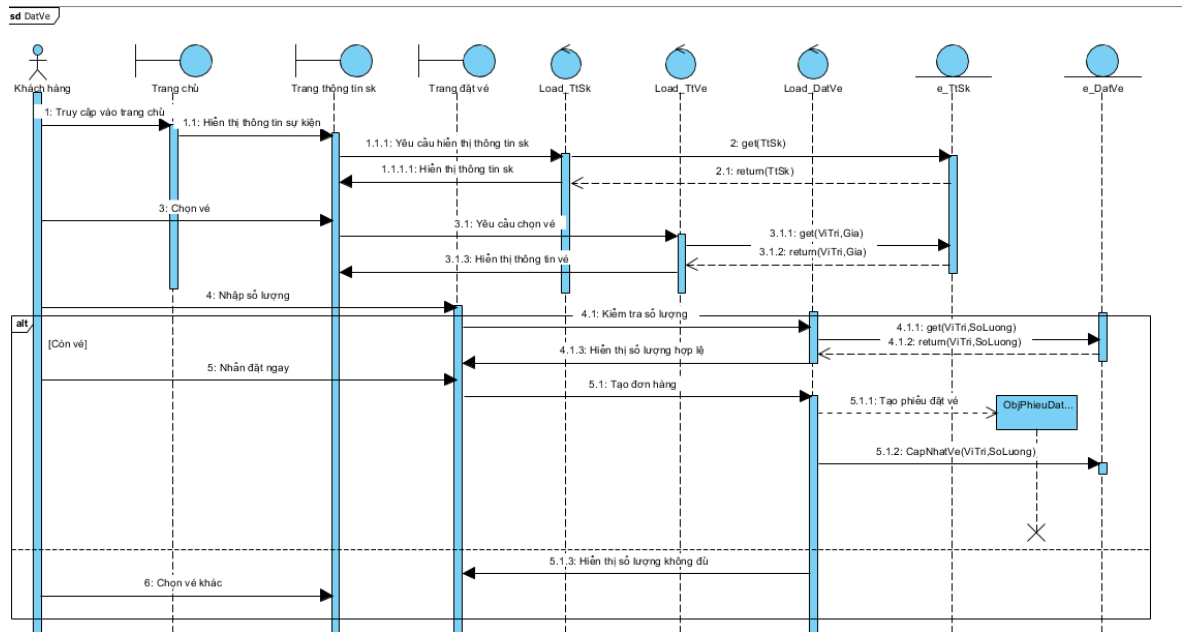 sd DatVe
Khách hàng
Trang chủ
Trang thông tin sk
Trang đặt vé
Load_TtSk
Load_TtVe
Load_DatVe
e_TtSk
e_DatVe
1: Truy cập vào trang chủ
1.1: Hiển thị thông tin sự kiện
1.1.1: Yêu cầu hiển thị thông tin sk
2: get(TtSk)
1.1.1.1: Hiển thị thông tin sk
2.1: return(TtSk)
3: Chọn vé
3.1: Yêu cầu chọn vé
3.1.1: get(ViTri,Gia)
3.1.2: return(ViTri,Gia)
3.1.3: Hiển thị thông tin vé
4: Nhập số lượng
alt
4.1: Kiểm tra số lượng
[Còn vé]
4.1.1: get(ViTri,SoLuong)
4.1.2: return(ViTri,SoLuong)
4.1.3: Hiển thị số lượng hợp lệ
5: Nhấn đặt ngay
5.1: Tạo đơn hàng
5.1.1: Tạo phiếu đặt vé
ObjPhieuDat...
5.1.2: CapNhatVe(ViTri,SoLuong)
5.1.3: Hiển thị số lượng không đủ
6: Chọn vé khác